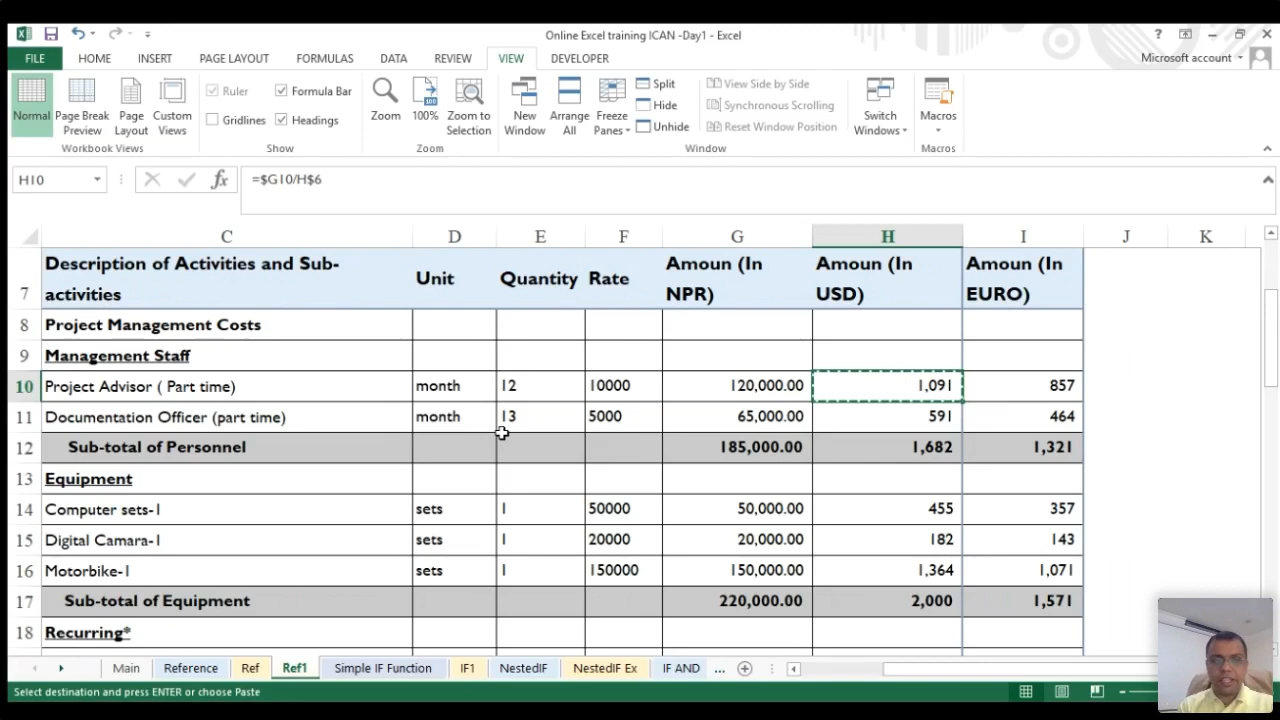 Online Excel training ICAN -Day1 - Excel
FILE HOME INSERT PAGE LAYOUT FORMULAS DATA REVIEW VIEW DEVELOPER Microsoft account
Normal Page Break Preview Page Layout Custom Views
Workbook Views
Ruler Formula Bar
Gridlines Headings
Show
Zoom 100% Zoom to Selection
Zoom
New Window Arrange All Freeze Panes
Split
Hide
Unhide
View Side by Side
Synchronous Scrolling
Reset Window Position
Window
Switch Windows
Macros
Macros
H10 fx =$G10/H$6
C D E F G H I J K
7 Description of Activities and Sub-activities Unit Quantity Rate Amoun (In NPR) Amoun (In USD) Amoun (In EURO)
8 Project Management Costs
9 Management Staff
10 Project Advisor ( Part time) month 12 10000 120,000.00 1,091 857
11 Documentation Officer (part time) month 13 5000 65,000.00 591 464
12 Sub-total of Personnel 185,000.00 1,682 1,321
13 Equipment
14 Computer sets-1 sets 1 50000 50,000.00 455 357
15 Digital Camara-1 sets 1 20000 20,000.00 182 143
16 Motorbike-1 sets 1 150000 150,000.00 1,364 1,071
17 Sub-total of Equipment 220,000.00 2,000 1,571
18 Recurring*
Main Reference Ref Ref1 Simple IF Function IF1 NestedIF NestedIF Ex IF AND ...
Select destination and press ENTER or choose Paste